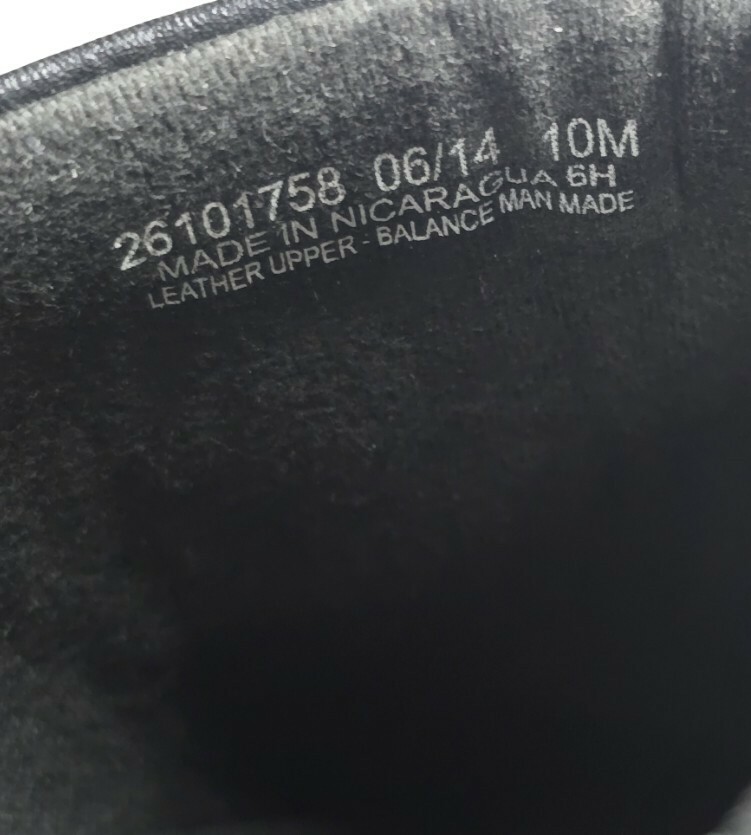 26101758 06/14 10M
MADE IN NICARAGUA 6H
LEATHER UPPER - BALANCE MAN MADE